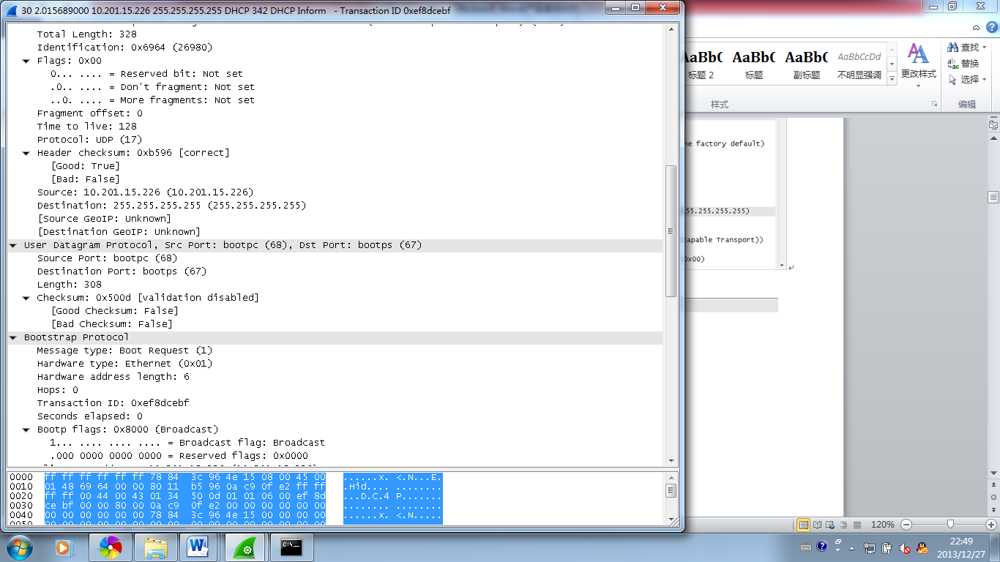 30 2.015689000 10.201.15.226 255.255.255.255 DHCP 342 DHCP Inform - Transaction ID 0xef8dcebf
Total Length: 328
Identification: 0x6964 (26980)
Flags: 0x00
0... .... = Reserved bit: Not set
.0.. .... = Don't fragment: Not set
..0. .... = More fragments: Not set
Fragment offset: 0
Time to live: 128
Protocol: UDP (17)
Header checksum: 0xb596 [correct]
[Good: True]
[Bad: False]
Source: 10.201.15.226 (10.201.15.226)
Destination: 255.255.255.255 (255.255.255.255)
[Source GeoIP: Unknown]
[Destination GeoIP: Unknown]
User Datagram Protocol, Src Port: bootpc (68), Dst Port: bootps (67)
Source Port: bootpc (68)
Destination Port: bootps (67)
Length: 308
Checksum: 0x500d [validation disabled]
[Good Checksum: False]
[Bad Checksum: False]
Bootstrap Protocol
Message type: Boot Request (1)
Hardware type: Ethernet (0x01)
Hardware address length: 6
Hops: 0
Transaction ID: 0xef8dcebf
Seconds elapsed: 0
Bootp flags: 0x8000 (Broadcast)
1... .... .... .... = Broadcast flag: Broadcast
.000 0000 0000 0000 = Reserved flags: 0x0000
0000 ff ff ff ff ff ff 78 84 3c 96 4e 15 08 00 45 00 ......x. <.N...E.
0010 01 48 69 64 00 00 80 11 b5 96 0a c9 0f e2 ff ff .Hid.... ........
0020 ff ff 00 44 00 43 01 34 50 0d 01 01 06 00 ef 8d ...D.C.4 P.......
0030 ce bf 00 00 80 00 0a c9 0f e2 00 00 00 00 00 00 ........ ........
0040 00 00 00 00 00 00 78 84 3c 96 4e 15 00 00 00 00 ......x. <.N.....
AaBbC AaBbC AaBbC AaBbCcDd
标题 2 标题 副标题 不明显强调 更改样式
样式
查找
替换
选择
编辑
he factory default)
55.255.255.255)
Capable Transport))
0x00)
120%
22:49
2013/12/27